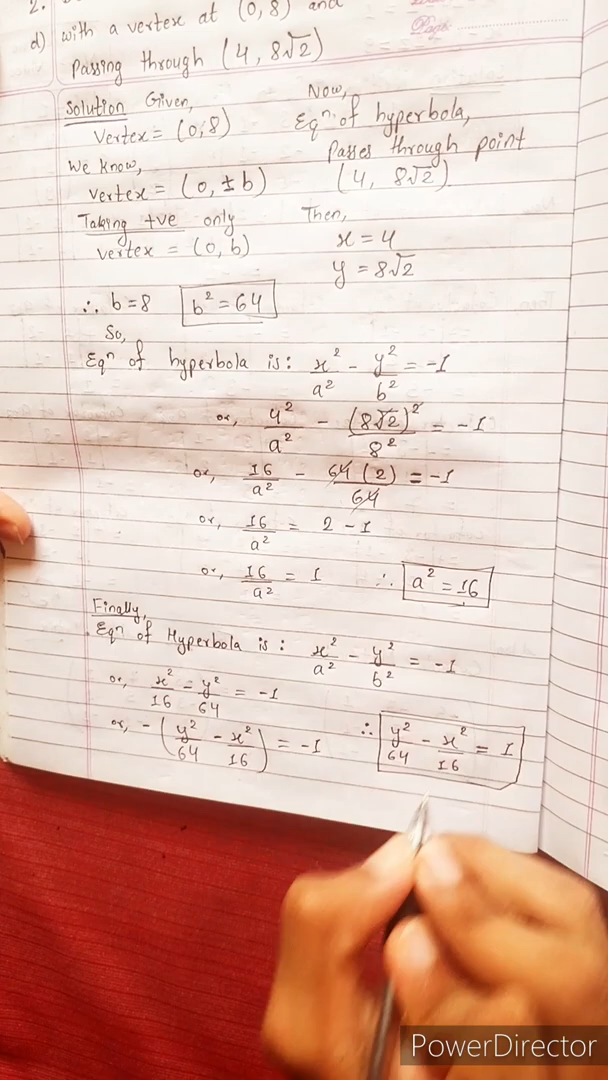 2.
(0,8) and
d) with a vertex at
Passing through (4, 8√2)
Page:
Solution Given,
Vertex = (0,8)
We know,
vertex = (0, ±b)
Taking +ve only
vertex = (0, b)
∴ b=8 b² = 64
Now,
Eqⁿ of hyperbola,
Passes through point
(4, 8√2)
Then,
x = 4
y = 8√2
So,
Eqⁿ of hyperbola is: x²/a² - y²/b² = -1
or, 4²/a² - (8√2)²/8² = -1
or, 16/a² - 64(2)/64 = -1
or, 16/a² = 2 - 1
or, 16/a² = 1 ∴ a² = 16
Finally,
Eqⁿ of Hyperbola is: x²/a² - y²/b² = -1
or, x²/16 - y²/64 = -1
or, -(y²/64 - x²/16) = -1 ∴ y²/64 - x²/16 = 1
PowerDirector